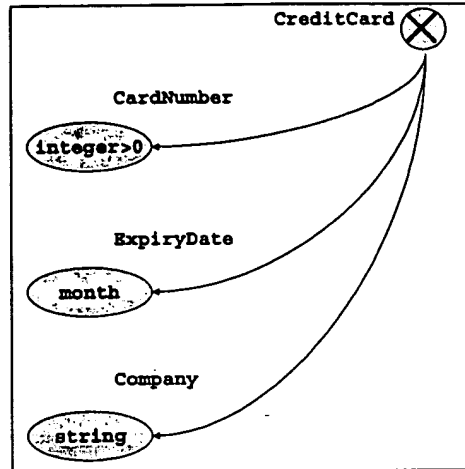 CreditCard
CardNumber
integer>0
ExpiryDate
month
Company
string